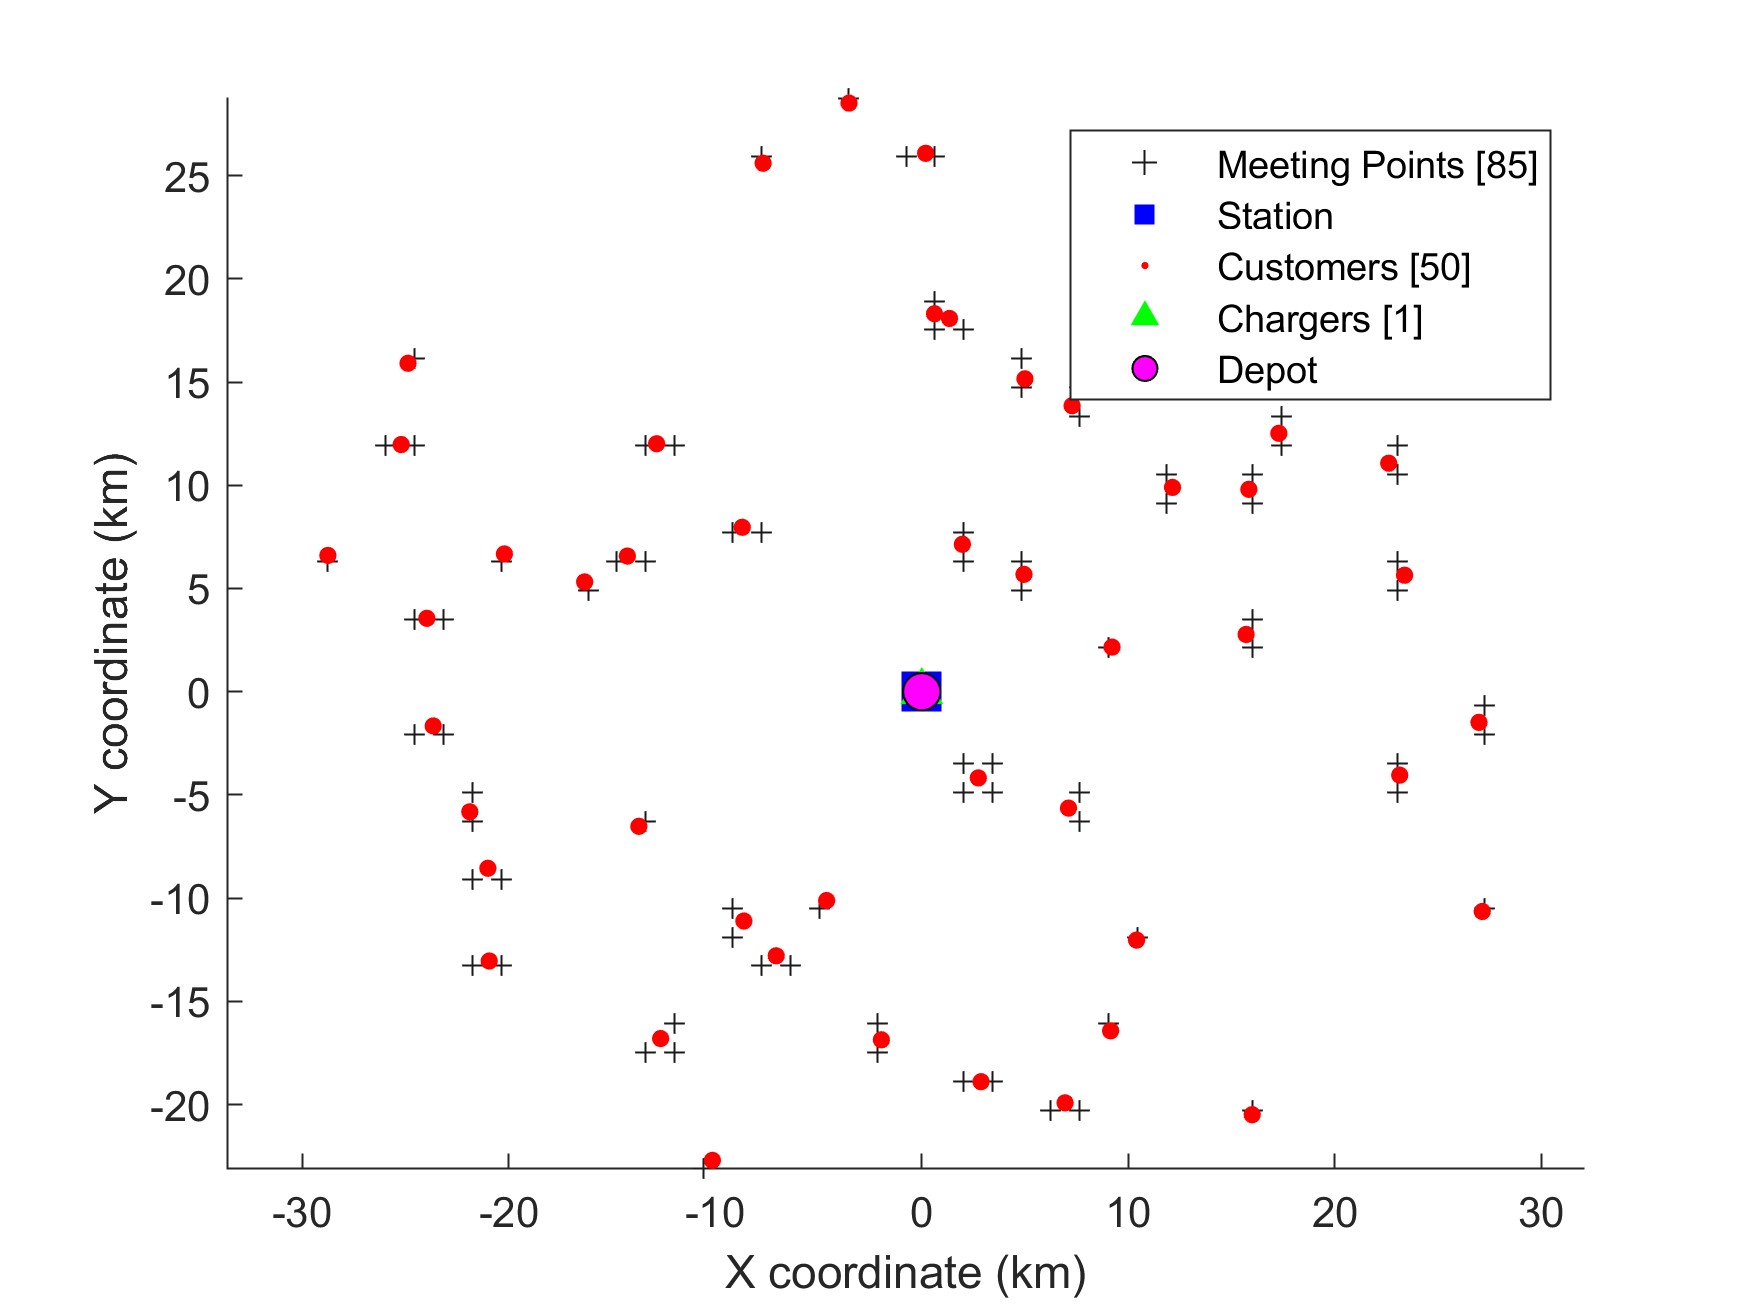 Meeting Points [85]
Station
Customers [50]
Chargers [1]
Depot
25
20
15
10
5
0
-5
-10
-15
-20
Y coordinate (km)
-30 -20 -10 0 10 20 30
X coordinate (km)